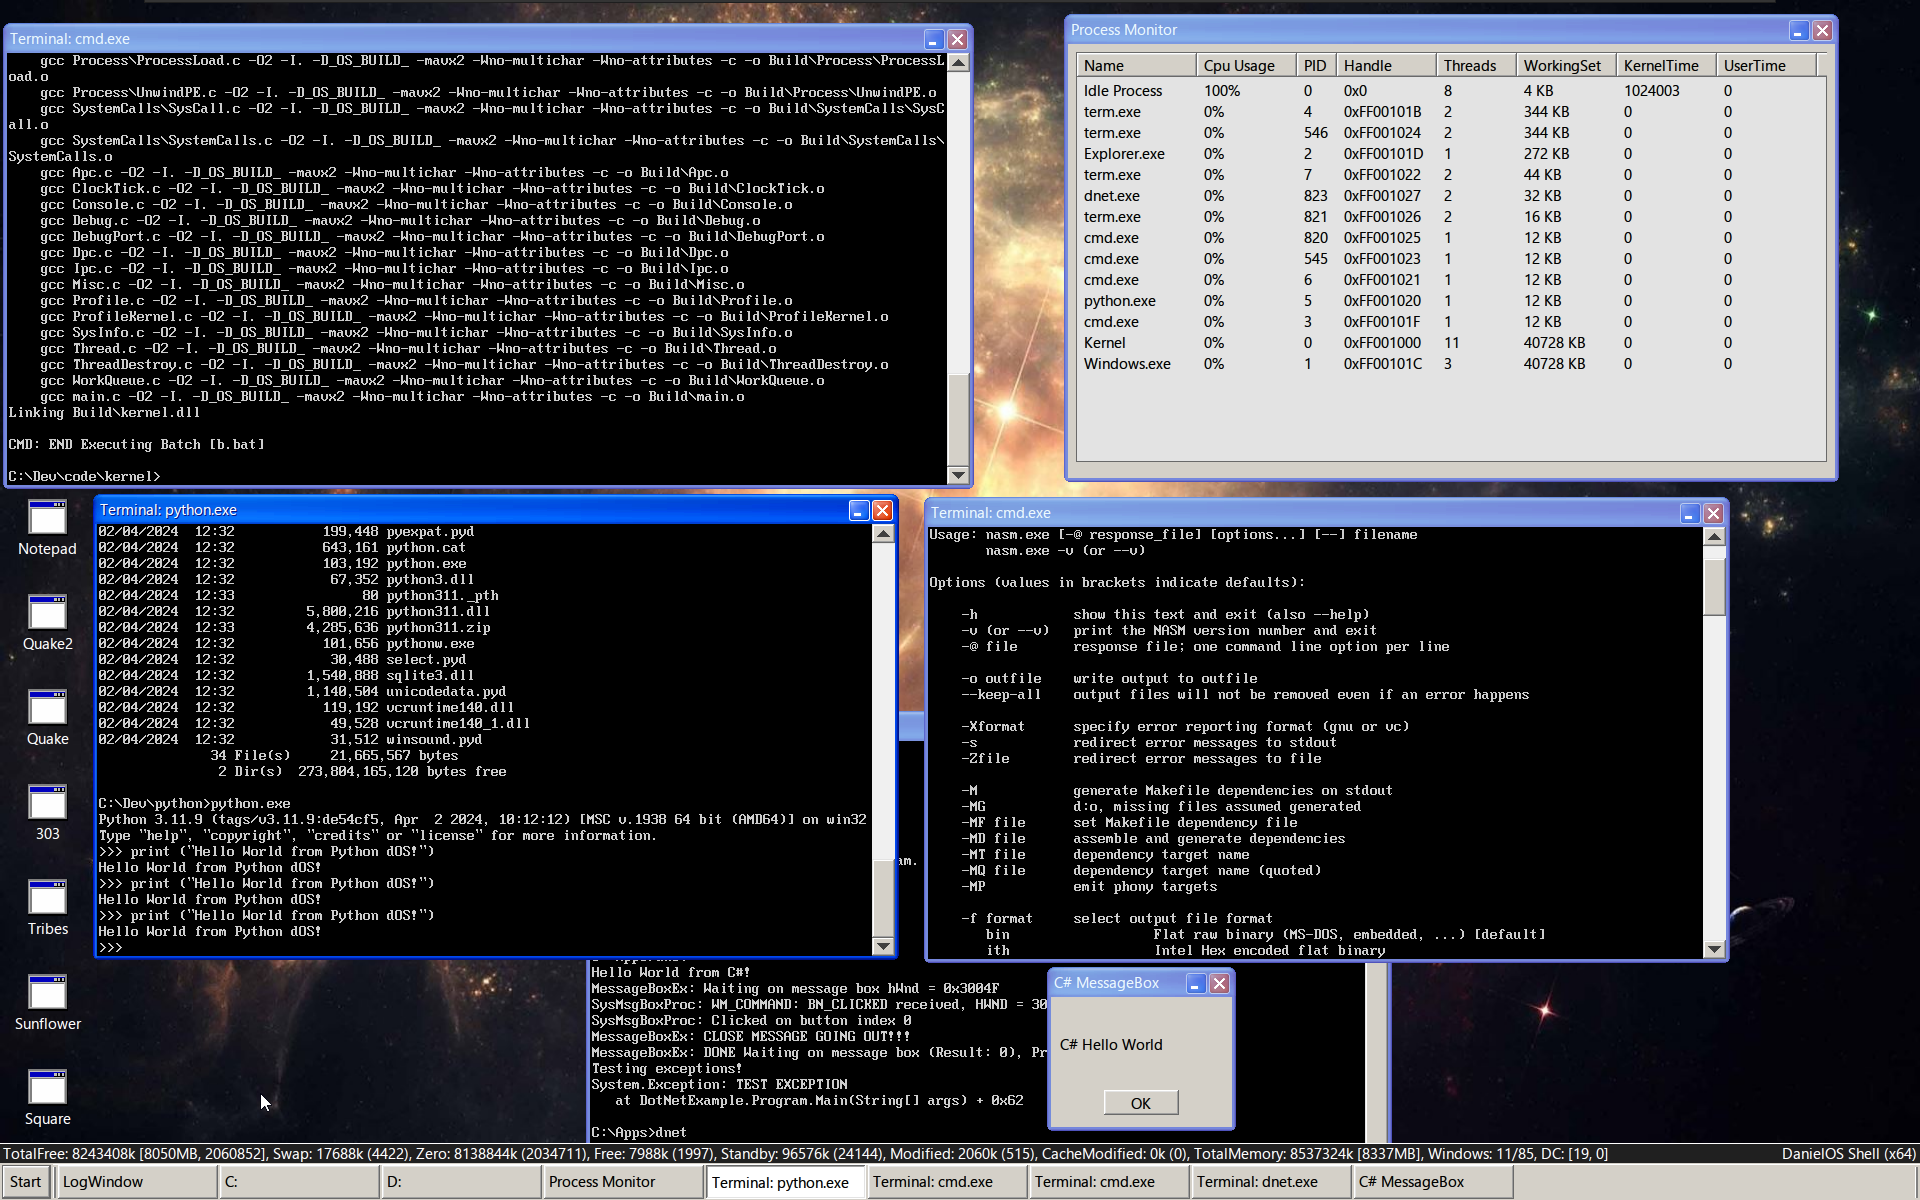 Terminal: cmd.exe
    gcc Process\ProcessLoad.c -O2 -I. -D_OS_BUILD_ -mavx2 -Wno-multichar -Wno-attributes -c -o Build\Process\ProcessL
oad.o
    gcc Process\UnwindPE.c -O2 -I. -D_OS_BUILD_ -mavx2 -Wno-multichar -Wno-attributes -c -o Build\Process\UnwindPE.o
    gcc SystemCalls\SysCall.c -O2 -I. -D_OS_BUILD_ -mavx2 -Wno-multichar -Wno-attributes -c -o Build\SystemCalls\SysC
all.o
    gcc SystemCalls\SystemCalls.c -O2 -I. -D_OS_BUILD_ -mavx2 -Wno-multichar -Wno-attributes -c -o Build\SystemCalls\
SystemCalls.o
    gcc Apc.c -O2 -I. -D_OS_BUILD_ -mavx2 -Wno-multichar -Wno-attributes -c -o Build\Apc.o
    gcc ClockTick.c -O2 -I. -D_OS_BUILD_ -mavx2 -Wno-multichar -Wno-attributes -c -o Build\ClockTick.o
    gcc Console.c -O2 -I. -D_OS_BUILD_ -mavx2 -Wno-multichar -Wno-attributes -c -o Build\Console.o
    gcc Debug.c -O2 -I. -D_OS_BUILD_ -mavx2 -Wno-multichar -Wno-attributes -c -o Build\Debug.o
    gcc DebugPort.c -O2 -I. -D_OS_BUILD_ -mavx2 -Wno-multichar -Wno-attributes -c -o Build\DebugPort.o
    gcc Dpc.c -O2 -I. -D_OS_BUILD_ -mavx2 -Wno-multichar -Wno-attributes -c -o Build\Dpc.o
    gcc Ipc.c -O2 -I. -D_OS_BUILD_ -mavx2 -Wno-multichar -Wno-attributes -c -o Build\Ipc.o
    gcc Misc.c -O2 -I. -D_OS_BUILD_ -mavx2 -Wno-multichar -Wno-attributes -c -o Build\Misc.o
    gcc Profile.c -O2 -I. -D_OS_BUILD_ -mavx2 -Wno-multichar -Wno-attributes -c -o Build\Profile.o
    gcc ProfileKernel.c -O2 -I. -D_OS_BUILD_ -mavx2 -Wno-multichar -Wno-attributes -c -o Build\ProfileKernel.o
    gcc SysInfo.c -O2 -I. -D_OS_BUILD_ -mavx2 -Wno-multichar -Wno-attributes -c -o Build\SysInfo.o
    gcc Thread.c -O2 -I. -D_OS_BUILD_ -mavx2 -Wno-multichar -Wno-attributes -c -o Build\Thread.o
    gcc ThreadDestroy.c -O2 -I. -D_OS_BUILD_ -mavx2 -Wno-multichar -Wno-attributes -c -o Build\ThreadDestroy.o
    gcc WorkQueue.c -O2 -I. -D_OS_BUILD_ -mavx2 -Wno-multichar -Wno-attributes -c -o Build\WorkQueue.o
    gcc main.c -O2 -I. -D_OS_BUILD_ -mavx2 -Wno-multichar -Wno-attributes -c -o Build\main.o
Linking Build\kernel.dll
CMD: END Executing Batch [b.bat]
C:\Dev\code\kernel>
Process Monitor
Name Cpu Usage PID Handle Threads WorkingSet KernelTime UserTime
Idle Process 100% 0 0x0 8 4 KB 1024003 0
term.exe 0% 4 0xFF00101B 2 344 KB 0 0
term.exe 0% 546 0xFF001024 2 344 KB 0 0
Explorer.exe 0% 2 0xFF00101D 1 272 KB 0 0
term.exe 0% 7 0xFF001022 2 44 KB 0 0
dnet.exe 0% 823 0xFF001027 2 32 KB 0 0
term.exe 0% 821 0xFF001026 2 16 KB 0 0
cmd.exe 0% 820 0xFF001025 1 12 KB 0 0
cmd.exe 0% 545 0xFF001023 1 12 KB 0 0
cmd.exe 0% 6 0xFF001021 1 12 KB 0 0
python.exe 0% 5 0xFF001020 1 12 KB 0 0
cmd.exe 0% 3 0xFF00101F 1 12 KB 0 0
Kernel 0% 0 0xFF001000 11 40728 KB 0 0
Windows.exe 0% 1 0xFF00101C 3 40728 KB 0 0
Notepad
Quake2
Quake
303
Tribes
Sunflower
Square
Terminal: python.exe
02/04/2024  12:32           199,448 pyexpat.pyd
02/04/2024  12:32           643,161 python.cat
02/04/2024  12:32           103,192 python.exe
02/04/2024  12:32            67,352 python3.dll
02/04/2024  12:33                80 python311._pth
02/04/2024  12:32         5,800,216 python311.dll
02/04/2024  12:33         4,285,636 python311.zip
02/04/2024  12:32           101,656 pythonw.exe
02/04/2024  12:32            30,488 select.pyd
02/04/2024  12:32         1,540,888 sqlite3.dll
02/04/2024  12:32         1,140,504 unicodedata.pyd
02/04/2024  12:32           119,192 vcruntime140.dll
02/04/2024  12:32            49,528 vcruntime140_1.dll
02/04/2024  12:32            31,512 winsound.pyd
              34 File(s)     21,665,567 bytes
               2 Dir(s)  273,804,165,120 bytes free
C:\Dev\python>python.exe
Python 3.11.9 (tags/v3.11.9:de54cf5, Apr  2 2024, 10:12:12) [MSC v.1938 64 bit (AMD64)] on win32
Type "help", "copyright", "credits" or "license" for more information.
>>> print ("Hello World from Python dOS!")
Hello World from Python dOS!
>>> print ("Hello World from Python dOS!")
Hello World from Python dOS!
>>> print ("Hello World from Python dOS!")
Hello World from Python dOS!
>>>
am.
Terminal: cmd.exe
Usage: nasm.exe [-@ response_file] [options...] [--] filename
       nasm.exe -v (or --v)
Options (values in brackets indicate defaults):
    -h            show this text and exit (also --help)
    -v (or --v)   print the NASM version number and exit
    -@ file       response file; one command line option per line
    -o outfile    write output to outfile
    --keep-all    output files will not be removed even if an error happens
    -Xformat      specify error reporting format (gnu or vc)
    -s            redirect error messages to stdout
    -Zfile        redirect error messages to file
    -M            generate Makefile dependencies on stdout
    -MG           d:o, missing files assumed generated
    -MF file      set Makefile dependency file
    -MD file      assemble and generate dependencies
    -MT file      dependency target name
    -MQ file      dependency target name (quoted)
    -MP           emit phony targets
    -f format     select output file format
       bin                  Flat raw binary (MS-DOS, embedded, ...) [default]
       ith                  Intel Hex encoded flat binary
Hello World from C#!
MessageBoxEx: Waiting on message box hWnd = 0x3004F
SysMsgBoxProc: WM_COMMAND: BN_CLICKED received, HWND = 30
SysMsgBoxProc: Clicked on button index 0
MessageBoxEx: CLOSE MESSAGE GOING OUT!!!
MessageBoxEx: DONE Waiting on message box (Result: 0), Pr
Testing exceptions!
System.Exception: TEST EXCEPTION
   at DotNetExample.Program.Main(String[] args) + 0x62
C:\Apps>dnet
C# MessageBox
C# Hello World
OK
TotalFree: 8243408k [8050MB, 2060852], Swap: 17688k (4422), Zero: 8138844k (2034711), Free: 7988k (1997), Standby: 96576k (24144), Modified: 2060k (515), CacheModified: 0k (0), TotalMemory: 8537324k [8337MB], Windows: 11/85, DC: [19, 0] DanielOS Shell (x64)
Start LogWindow C: D: Process Monitor Terminal: python.exe Terminal: cmd.exe Terminal: cmd.exe Terminal: dnet.exe C# MessageBox